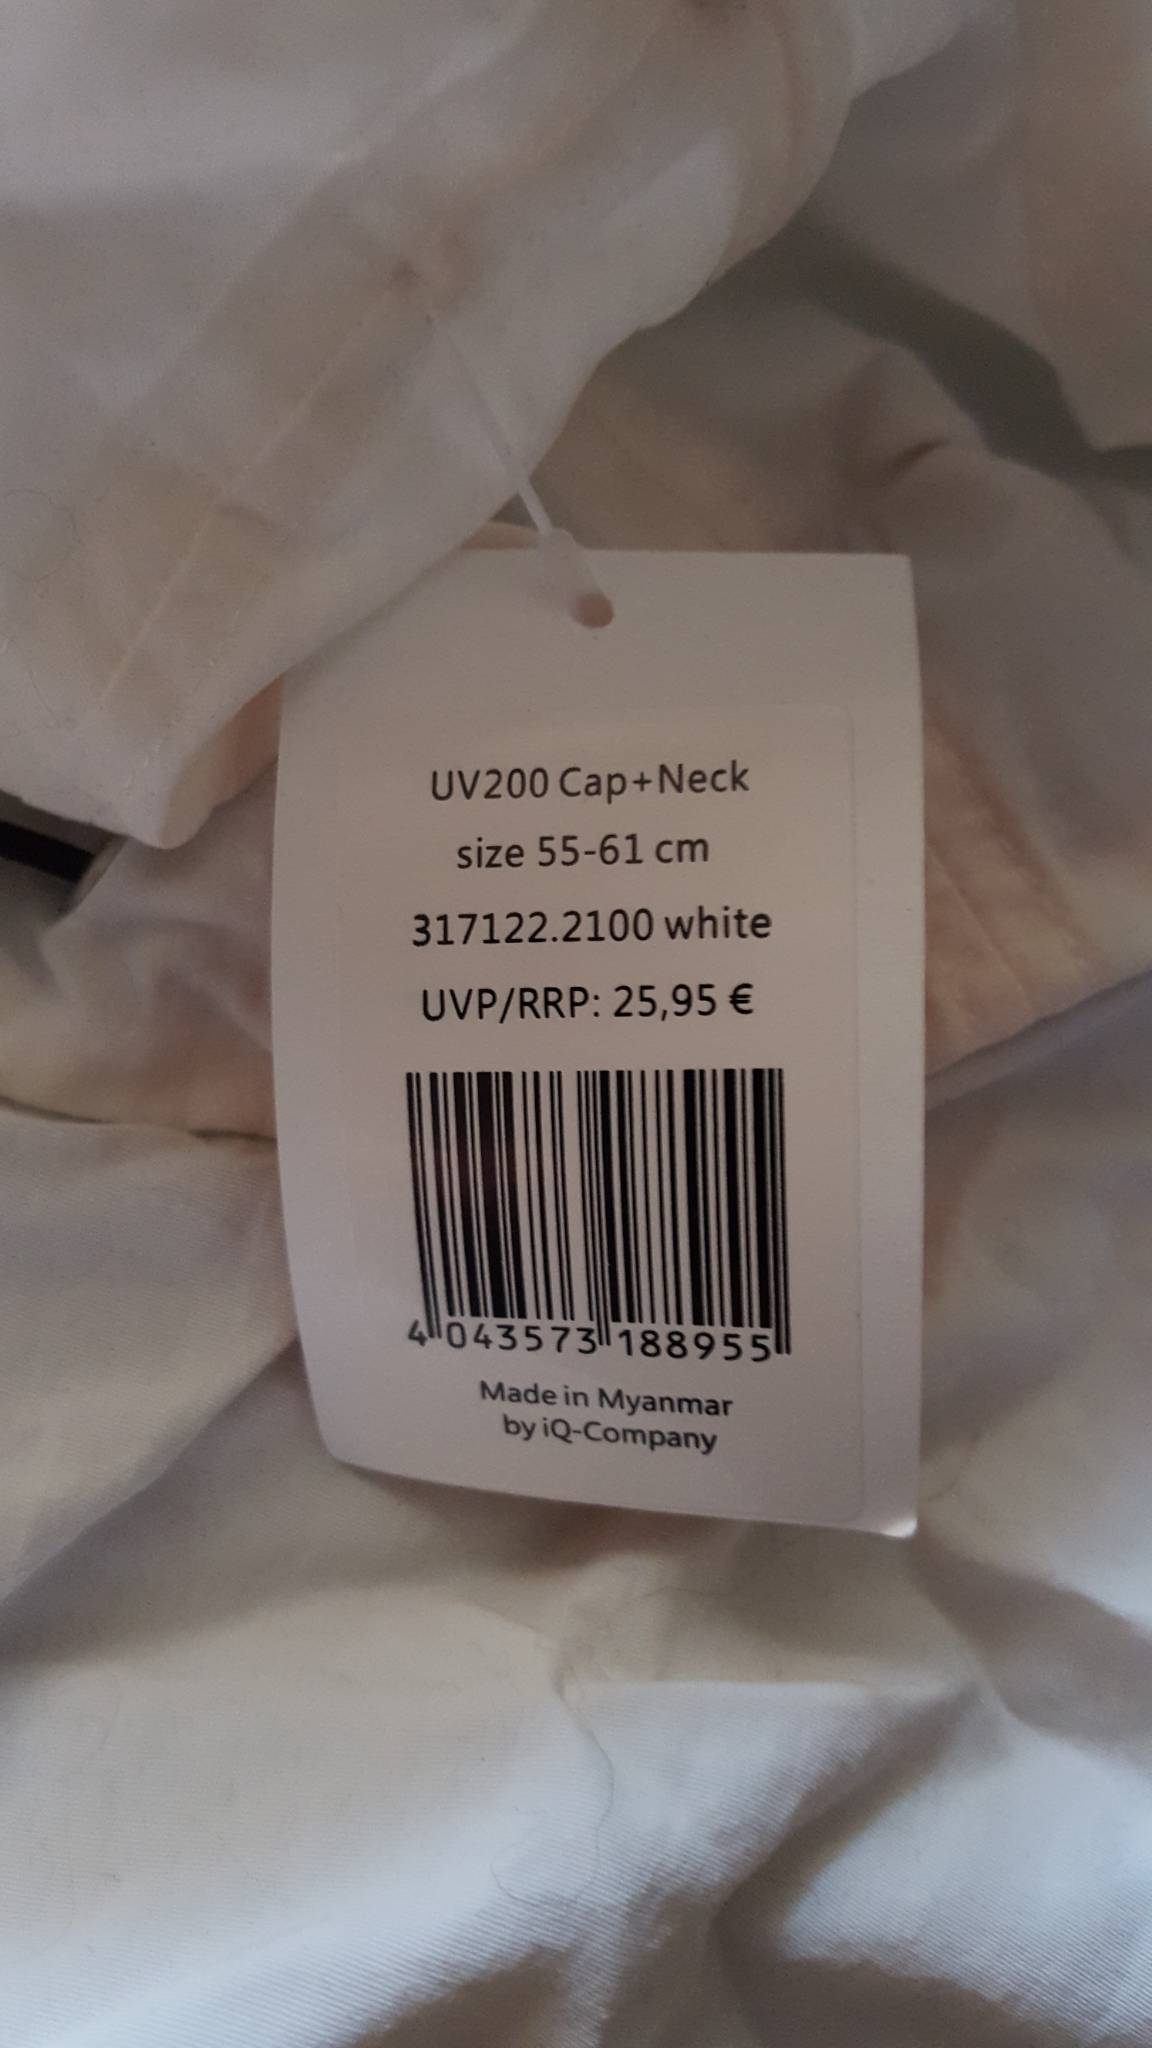 UV200 Cap+Neck
size 55-61 cm
317122.2100 white
UVP/RRP: 25,95 €
4 043573 188955
Made in Myanmar
by iQ-Company